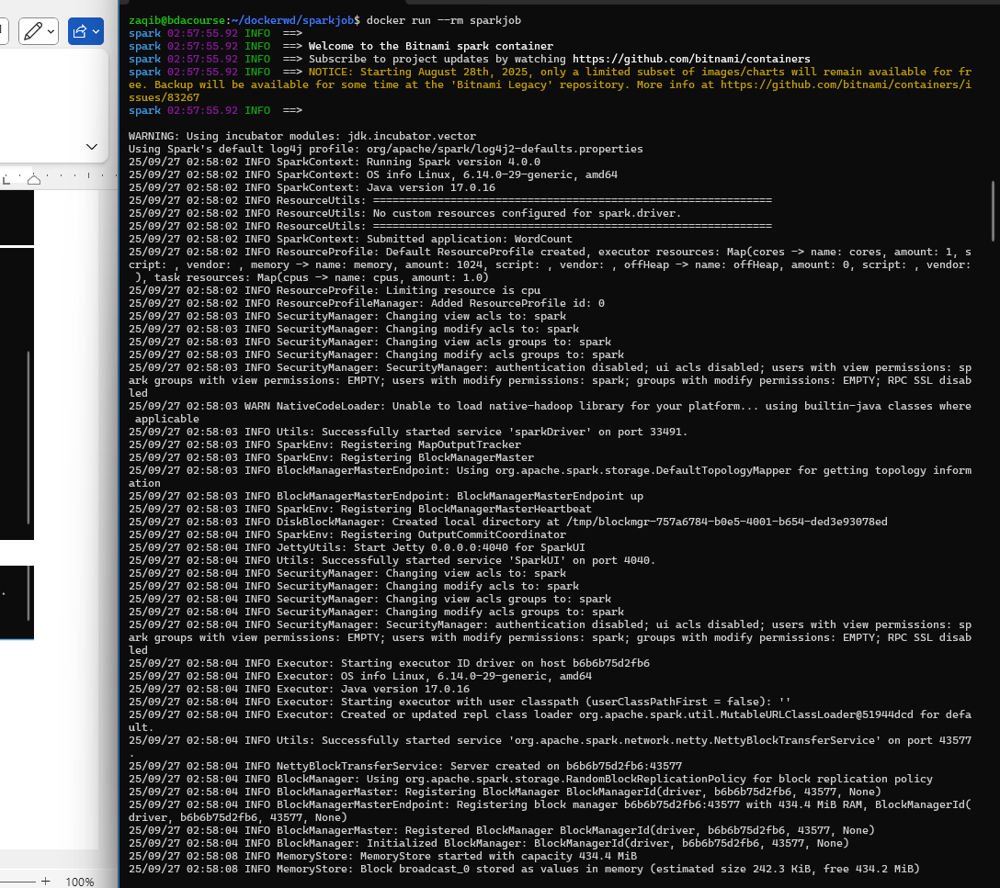 zaqib@bdacourse:~/dockerwd/sparkjob$ docker run --rm sparkjob
spark 02:57:55.92 INFO  ==>
spark 02:57:55.92 INFO  ==> Welcome to the Bitnami spark container
spark 02:57:55.92 INFO  ==> Subscribe to project updates by watching https://github.com/bitnami/containers
spark 02:57:55.92 INFO  ==> NOTICE: Starting August 28th, 2025, only a limited subset of images/charts will remain available for fr
ee. Backup will be available for some time at the 'Bitnami Legacy' repository. More info at https://github.com/bitnami/containers/i
ssues/83267
spark 02:57:55.92 INFO  ==>
WARNING: Using incubator modules: jdk.incubator.vector
Using Spark's default log4j profile: org/apache/spark/log4j2-defaults.properties
25/09/27 02:58:02 INFO SparkContext: Running Spark version 4.0.0
25/09/27 02:58:02 INFO SparkContext: OS info Linux, 6.14.0-29-generic, amd64
25/09/27 02:58:02 INFO SparkContext: Java version 17.0.16
25/09/27 02:58:02 INFO ResourceUtils: ==============================================================
25/09/27 02:58:02 INFO ResourceUtils: No custom resources configured for spark.driver.
25/09/27 02:58:02 INFO ResourceUtils: ==============================================================
25/09/27 02:58:02 INFO SparkContext: Submitted application: WordCount
25/09/27 02:58:02 INFO ResourceProfile: Default ResourceProfile created, executor resources: Map(cores -> name: cores, amount: 1, s
cript: , vendor: , memory -> name: memory, amount: 1024, script: , vendor: , offHeap -> name: offHeap, amount: 0, script: , vendor:
 ), task resources: Map(cpus -> name: cpus, amount: 1.0)
25/09/27 02:58:02 INFO ResourceProfile: Limiting resource is cpu
25/09/27 02:58:02 INFO ResourceProfileManager: Added ResourceProfile id: 0
25/09/27 02:58:03 INFO SecurityManager: Changing view acls to: spark
25/09/27 02:58:03 INFO SecurityManager: Changing modify acls to: spark
25/09/27 02:58:03 INFO SecurityManager: Changing view acls groups to: spark
25/09/27 02:58:03 INFO SecurityManager: Changing modify acls groups to: spark
25/09/27 02:58:03 INFO SecurityManager: SecurityManager: authentication disabled; ui acls disabled; users with view permissions: sp
ark groups with view permissions: EMPTY; users with modify permissions: spark; groups with modify permissions: EMPTY; RPC SSL disab
led
25/09/27 02:58:03 WARN NativeCodeLoader: Unable to load native-hadoop library for your platform... using builtin-java classes where
 applicable
25/09/27 02:58:03 INFO Utils: Successfully started service 'sparkDriver' on port 33491.
25/09/27 02:58:03 INFO SparkEnv: Registering MapOutputTracker
25/09/27 02:58:03 INFO SparkEnv: Registering BlockManagerMaster
25/09/27 02:58:03 INFO BlockManagerMasterEndpoint: Using org.apache.spark.storage.DefaultTopologyMapper for getting topology inform
ation
25/09/27 02:58:03 INFO BlockManagerMasterEndpoint: BlockManagerMasterEndpoint up
25/09/27 02:58:03 INFO SparkEnv: Registering BlockManagerMasterHeartbeat
25/09/27 02:58:03 INFO DiskBlockManager: Created local directory at /tmp/blockmgr-757a6784-b0e5-4001-b654-ded3e93078ed
25/09/27 02:58:04 INFO SparkEnv: Registering OutputCommitCoordinator
25/09/27 02:58:04 INFO JettyUtils: Start Jetty 0.0.0.0:4040 for SparkUI
25/09/27 02:58:04 INFO Utils: Successfully started service 'SparkUI' on port 4040.
25/09/27 02:58:04 INFO SecurityManager: Changing view acls to: spark
25/09/27 02:58:04 INFO SecurityManager: Changing modify acls to: spark
25/09/27 02:58:04 INFO SecurityManager: Changing view acls groups to: spark
25/09/27 02:58:04 INFO SecurityManager: Changing modify acls groups to: spark
25/09/27 02:58:04 INFO SecurityManager: SecurityManager: authentication disabled; ui acls disabled; users with view permissions: sp
ark groups with view permissions: EMPTY; users with modify permissions: spark; groups with modify permissions: EMPTY; RPC SSL disab
led
25/09/27 02:58:04 INFO Executor: Starting executor ID driver on host b6b6b75d2fb6
25/09/27 02:58:04 INFO Executor: OS info Linux, 6.14.0-29-generic, amd64
25/09/27 02:58:04 INFO Executor: Java version 17.0.16
25/09/27 02:58:04 INFO Executor: Starting executor with user classpath (userClassPathFirst = false): ''
25/09/27 02:58:04 INFO Executor: Created or updated repl class loader org.apache.spark.util.MutableURLClassLoader@51944dcd for defa
ult.
25/09/27 02:58:04 INFO Utils: Successfully started service 'org.apache.spark.network.netty.NettyBlockTransferService' on port 43577
.
25/09/27 02:58:04 INFO NettyBlockTransferService: Server created on b6b6b75d2fb6:43577
25/09/27 02:58:04 INFO BlockManager: Using org.apache.spark.storage.RandomBlockReplicationPolicy for block replication policy
25/09/27 02:58:04 INFO BlockManagerMaster: Registering BlockManager BlockManagerId(driver, b6b6b75d2fb6, 43577, None)
25/09/27 02:58:04 INFO BlockManagerMasterEndpoint: Registering block manager b6b6b75d2fb6:43577 with 434.4 MiB RAM, BlockManagerId(
driver, b6b6b75d2fb6, 43577, None)
25/09/27 02:58:04 INFO BlockManagerMaster: Registered BlockManager BlockManagerId(driver, b6b6b75d2fb6, 43577, None)
25/09/27 02:58:04 INFO BlockManager: Initialized BlockManager: BlockManagerId(driver, b6b6b75d2fb6, 43577, None)
25/09/27 02:58:08 INFO MemoryStore: MemoryStore started with capacity 434.4 MiB
25/09/27 02:58:08 INFO MemoryStore: Block broadcast_0 stored as values in memory (estimated size 242.3 KiB, free 434.2 MiB)
100%